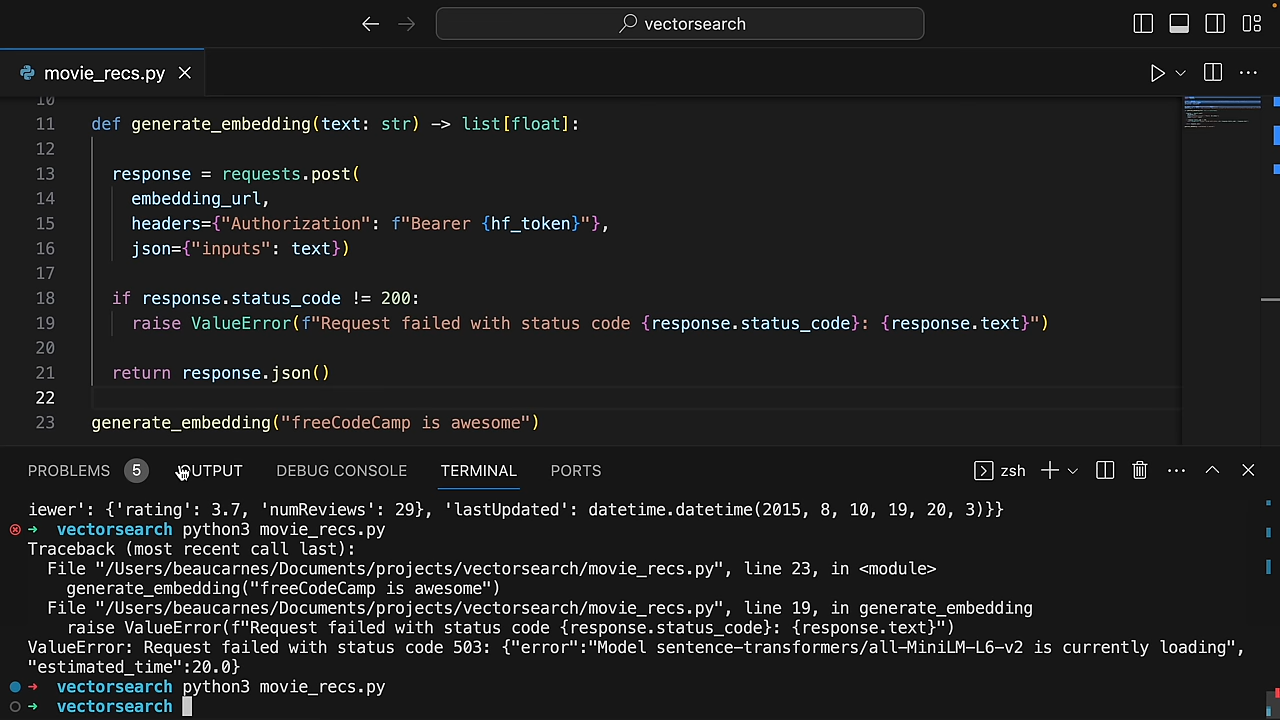 vectorsearch
movie_recs.py
10
11 def generate_embedding(text: str) -> list[float]:
12
13 response = requests.post(
14 embedding_url,
15 headers={"Authorization": f"Bearer {hf_token}"},
16 json={"inputs": text})
17
18 if response.status_code != 200:
19 raise ValueError(f"Request failed with status code {response.status_code}: {response.text}")
20
21 return response.json()
22
23 generate_embedding("freeCodeCamp is awesome")
PROBLEMS 5 OUTPUT DEBUG CONSOLE TERMINAL PORTS zsh
iewer': {'rating': 3.7, 'numReviews': 29}, 'lastUpdated': datetime.datetime(2015, 8, 10, 19, 20, 3)}}
vectorsearch python3 movie_recs.py
Traceback (most recent call last):
File "/Users/beaucarnes/Documents/projects/vectorsearch/movie_recs.py", line 23, in <module>
generate_embedding("freeCodeCamp is awesome")
File "/Users/beaucarnes/Documents/projects/vectorsearch/movie_recs.py", line 19, in generate_embedding
raise ValueError(f"Request failed with status code {response.status_code}: {response.text}")
ValueError: Request failed with status code 503: {"error":"Model sentence-transformers/all-MiniLM-L6-v2 is currently loading",
"estimated_time":20.0}
vectorsearch python3 movie_recs.py
vectorsearch